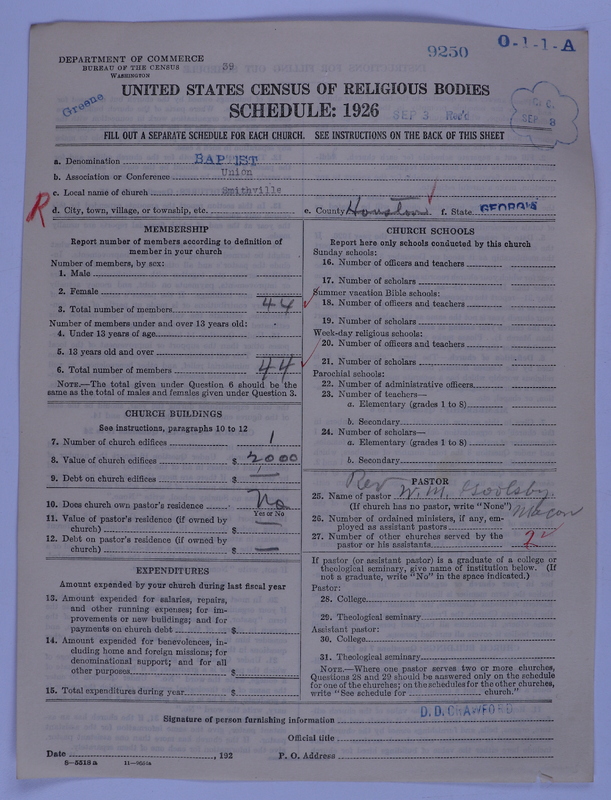 9250
O-1-1-A
DEPARTMENT OF COMMERCE
BUREAU OF THE CENSUS
39
WASHINGTON
Greene
UNITED STATES CENSUS OF RELIGIOUS BODIES
SCHEDULE: 1926
SEP 3 Rec'd
SEP 3
FILL OUT A SEPARATE SCHEDULE FOR EACH CHURCH. SEE INSTRUCTIONS ON THE BACK OF THIS SHEET
a. Denomination BAPTIST
b. Association or Conference Union
c. Local name of church Smithville
R d. City, town, village, or township, etc. e. County Houston f. State GEORGIA
MEMBERSHIP
Report number of members according to definition of
member in your church
Number of members, by sex:
1. Male
2. Female
3. Total number of members 44
Number of members under and over 13 years old:
4. Under 13 years of age
5. 13 years old and over
6. Total number of members 44
NOTE.—The total given under Question 6 should be the
same as the total of males and females given under Question 3.
CHURCH BUILDINGS
See instructions, paragraphs 10 to 12
7. Number of church edifices 1
8. Value of church edifices $ 2000
9. Debt on church edifices $ —
10. Does church own pastor's residence No
Yes or No
11. Value of pastor's residence (if owned by
church) $ —
12. Debt on pastor's residence (if owned by
church) $ —
EXPENDITURES
Amount expended by your church during last fiscal year
13. Amount expended for salaries, repairs,
and other running expenses; for im-
provements or new buildings; and for
payments on church debt $
14. Amount expended for benevolences, in-
cluding home and foreign missions; for
denominational support; and for all
other purposes $
15. Total expenditures during year $
CHURCH SCHOOLS
Report here only schools conducted by this church
Sunday schools:
16. Number of officers and teachers
17. Number of scholars
Summer vacation Bible schools:
18. Number of officers and teachers
19. Number of scholars
Week-day religious schools:
20. Number of officers and teachers
21. Number of scholars
Parochial schools:
22. Number of administrative officers
23. Number of teachers—
a. Elementary (grades 1 to 8)
b. Secondary
24. Number of scholars—
a. Elementary (grades 1 to 8)
b. Secondary
PASTOR
25. Name of pastor Rev W. M. Goolsby
(If church has no pastor, write "None") Macon
26. Number of ordained ministers, if any, em-
ployed as assistant pastors
27. Number of other churches served by the
pastor or his assistants 2
If pastor (or assistant pastor) is a graduate of a college or
theological seminary, give name of institution below. (If
not a graduate, write "No" in the space indicated.)
Pastor:
28. College
29. Theological seminary
Assistant pastor:
30. College
31. Theological seminary
NOTE.—Where one pastor serves two or more churches,
Questions 28 and 29 should be answered only on the schedule
for one of the churches; on the schedules for the other churches,
write "See schedule for church."
Signature of person furnishing information D. D. CRAWFORD
Official title
Date , 192 P. O. Address
8—5518a 11—9554